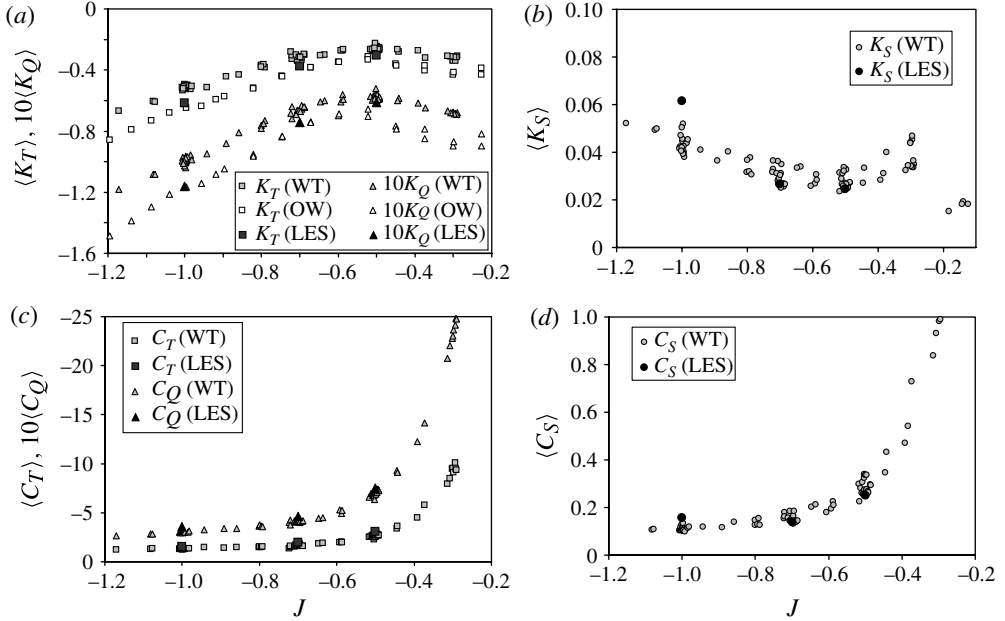 (a)
⟨K_T⟩, 10⟨K_Q⟩
0
−0.4
−0.8
−1.2
−1.6
−1.2 −1.0 −0.8 −0.6 −0.4 −0.2
K_T (WT) 10K_Q (WT)
K_T (OW) 10K_Q (OW)
K_T (LES) 10K_Q (LES)
(b)
⟨K_S⟩
0.10
0.08
0.06
0.04
0.02
0
−1.2 −1.0 −0.8 −0.6 −0.4 −0.2
K_S (WT)
K_S (LES)
(c)
⟨C_T⟩, 10⟨C_Q⟩
−25
−20
−15
−10
−5
0
−1.2 −1.0 −0.8 −0.6 −0.4 −0.2
J
C_T (WT)
C_T (LES)
C_Q (WT)
C_Q (LES)
(d)
⟨C_S⟩
1.0
0.8
0.6
0.4
0.2
0
−1.2 −1.0 −0.8 −0.6 −0.4 −0.2
J
C_S (WT)
C_S (LES)